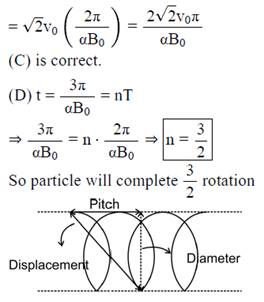 = √2v₀ (2π/αB₀) = 2√2v₀π/αB₀
(C) is correct.
(D) t = 3π/αB₀ = nT
⇒ 3π/αB₀ = n · 2π/αB₀ ⇒ n = 3/2
So particle will complete 3/2 rotation
Pitch
Displacement
Diameter